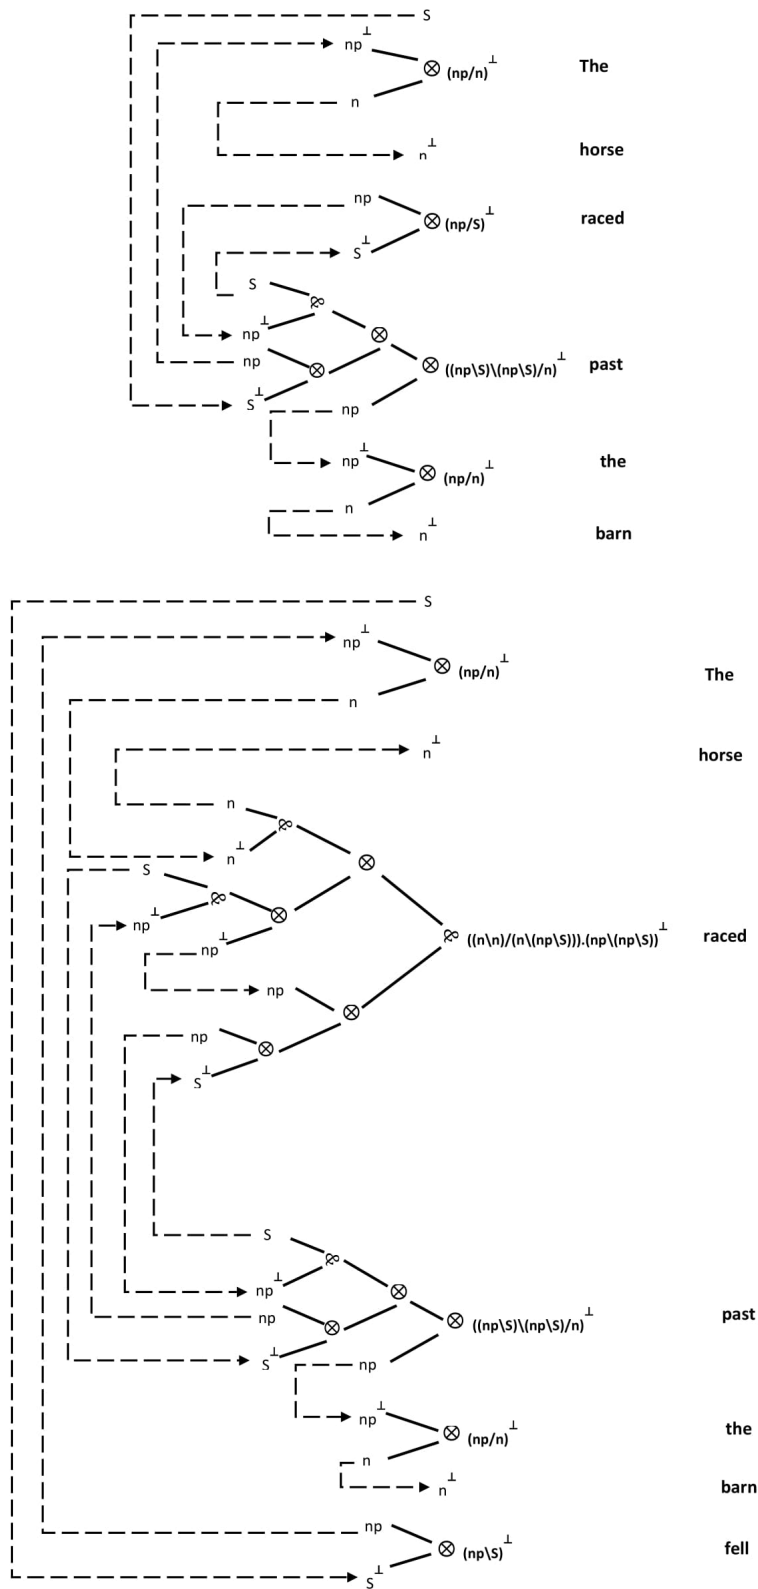 S
np⊥
⊗ (np/n)⊥ The
n
n⊥ horse
np
⊗ (np/S)⊥ raced
S⊥
S
⅋
np⊥
⊗
np
⊗
⊗ ((np\S)\(np\S)/n)⊥ past
S⊥
np
np⊥
⊗ (np/n)⊥ the
n
n⊥ barn
S
np⊥
⊗ (np/n)⊥ The
n
n⊥ horse
n
⅋
n⊥
⊗
S
⅋
np⊥
⊗
⅋ ((n\n)/(n\(np\S))).(np\(np\S))⊥ raced
np⊥
np
⊗
np
⊗
S⊥
S
⅋
np⊥
⊗
np
⊗
⊗ ((np\S)\(np\S)/n)⊥ past
S⊥
np
np⊥
⊗ (np/n)⊥ the
n
n⊥ barn
np
⊗ (np\S)⊥ fell
S⊥